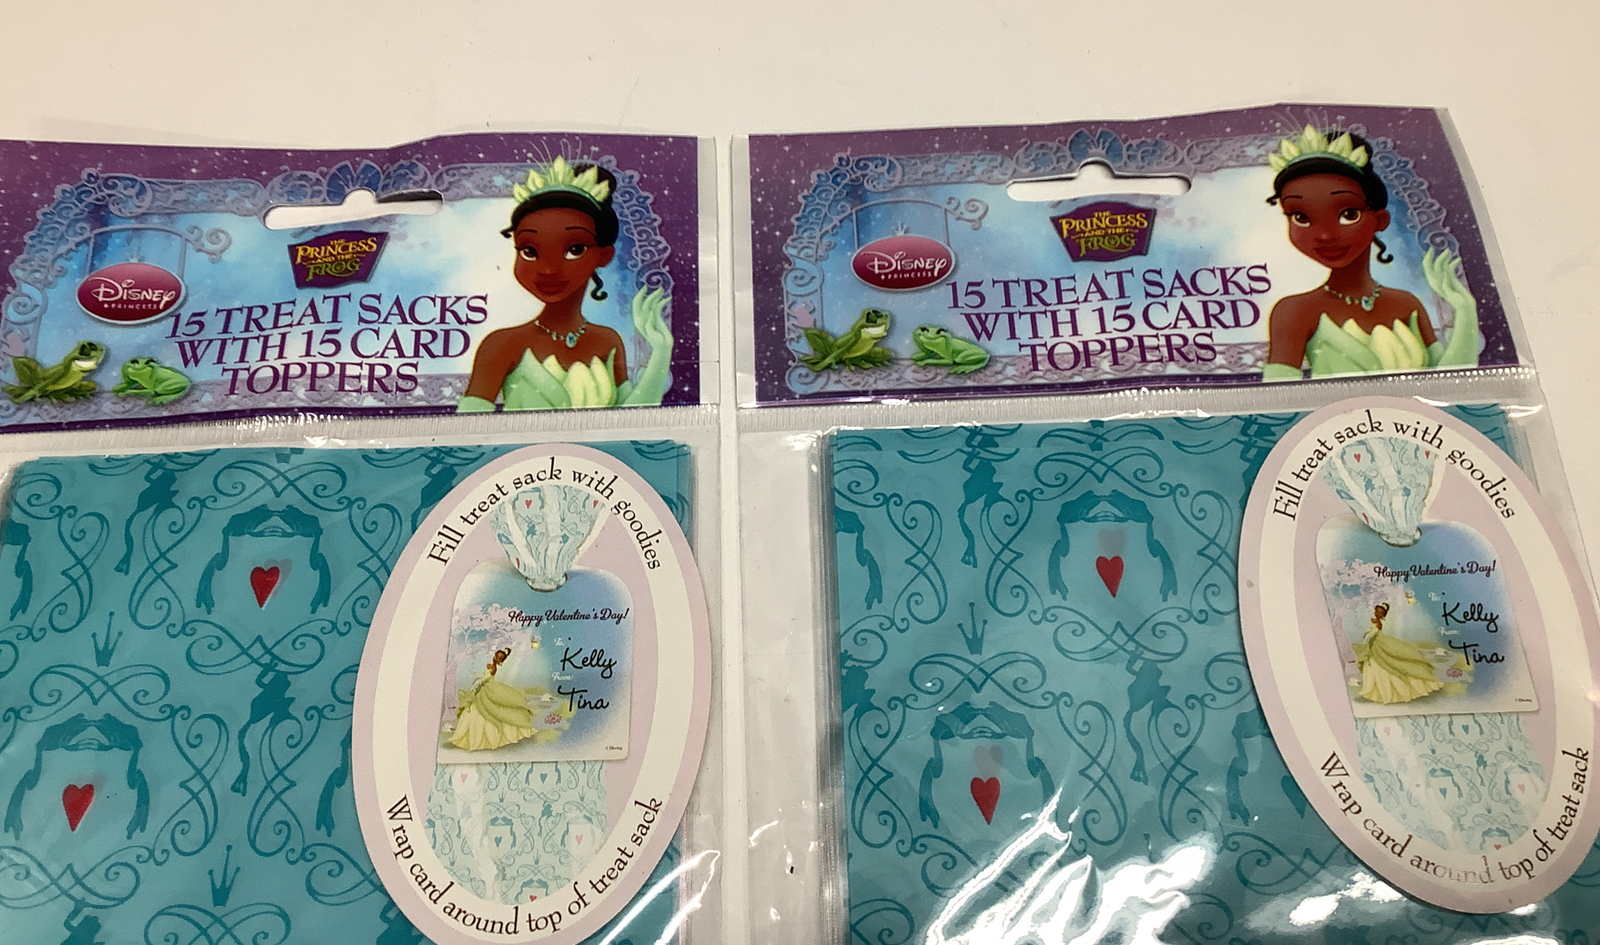 THE
PRINCESS
AND THE
FROG
DISNEY
PRINCESS
15 TREAT SACKS
WITH 15 CARD
TOPPERS
Fill treat sack with goodies
Happy Valentine's Day!
To:
Kelly
From:
Tina
© Disney
Wrap card around top of treat sack
THE
PRINCESS
AND THE
FROG
DISNEY
PRINCESS
15 TREAT SACKS
WITH 15 CARD
TOPPERS
Fill treat sack with goodies
Happy Valentine's Day!
To:
Kelly
From:
Tina
© Disney
Wrap card around top of treat sack